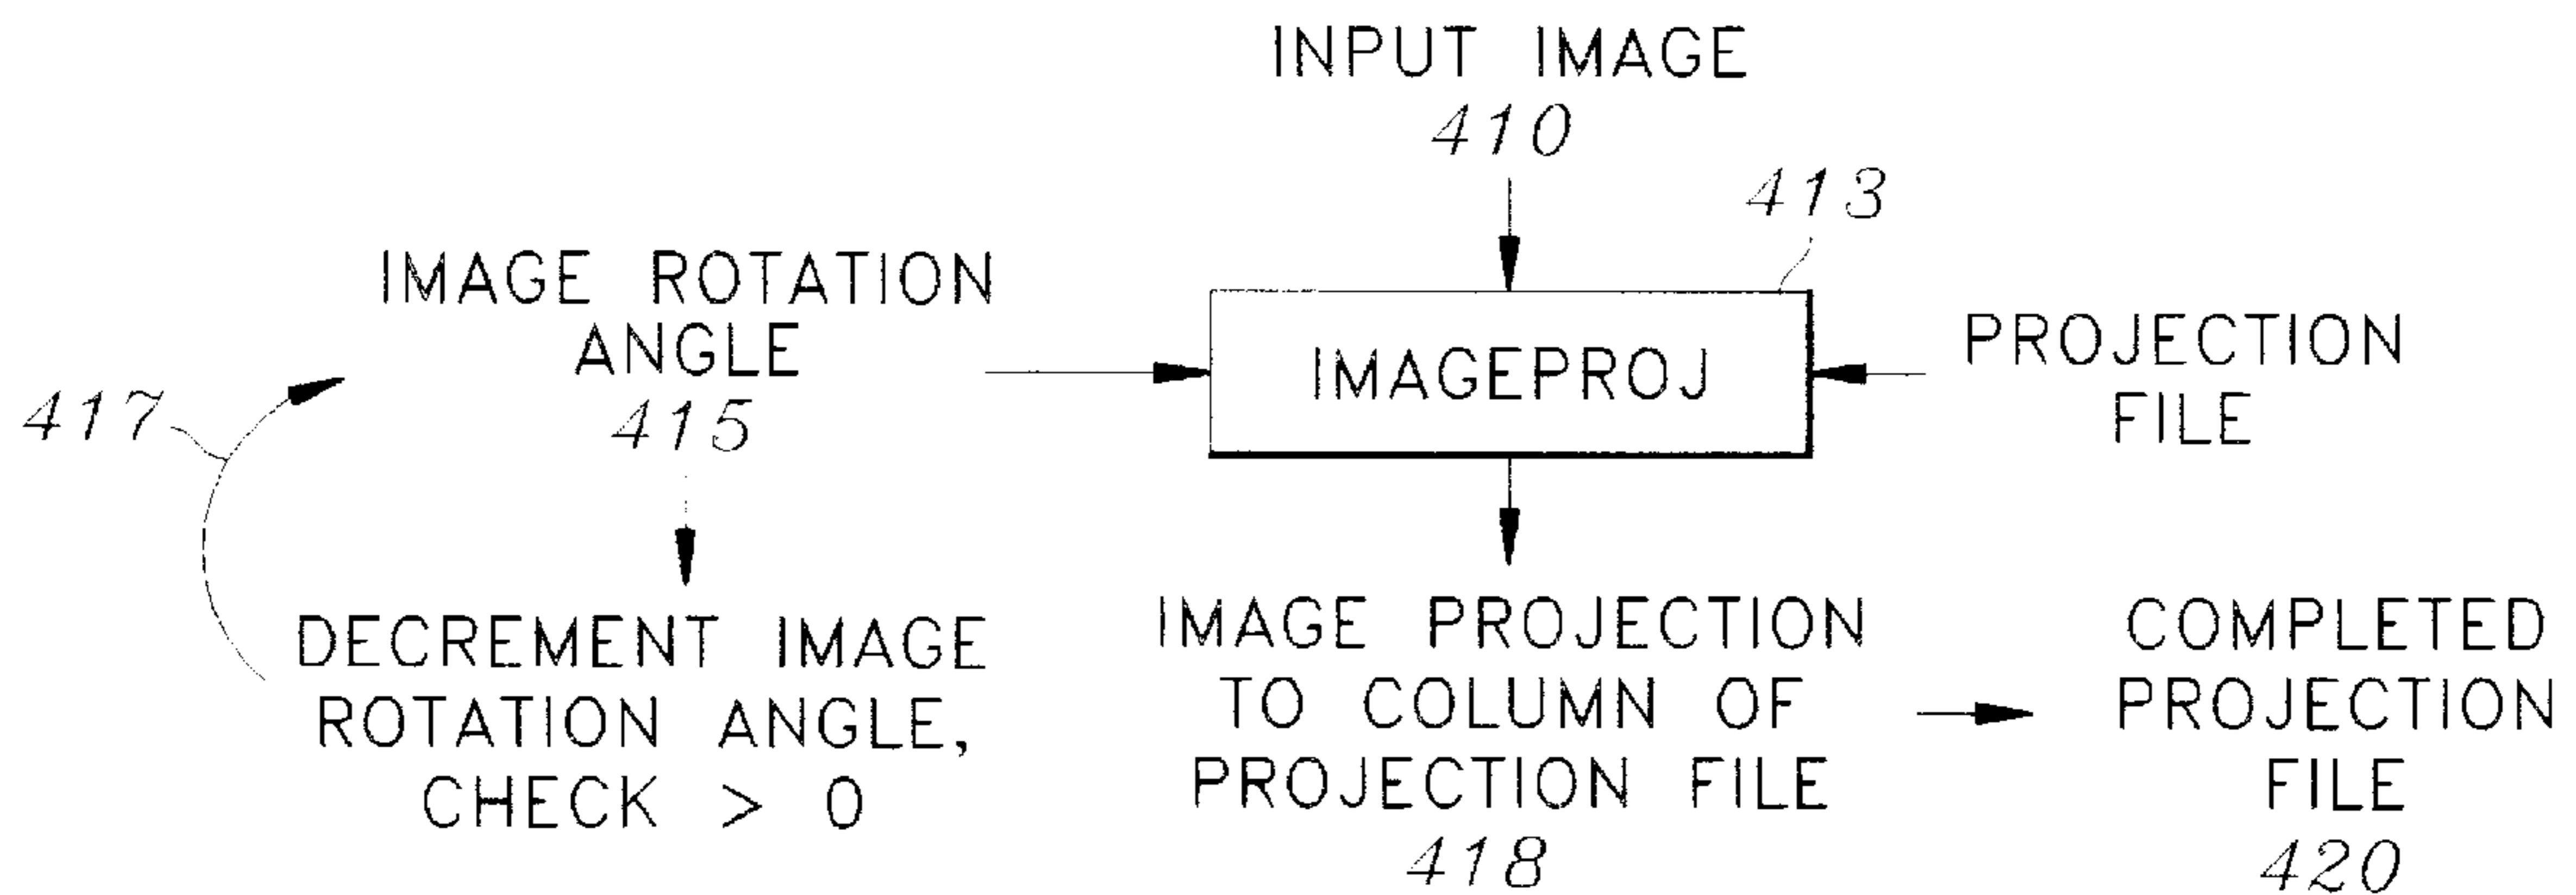 INPUT IMAGE
410
413
IMAGE ROTATION
ANGLE
415
417
IMAGEPROJ
PROJECTION
FILE
DECREMENT IMAGE
ROTATION ANGLE,
CHECK > 0
IMAGE PROJECTION
TO COLUMN OF
PROJECTION FILE
418
COMPLETED
PROJECTION
FILE
420